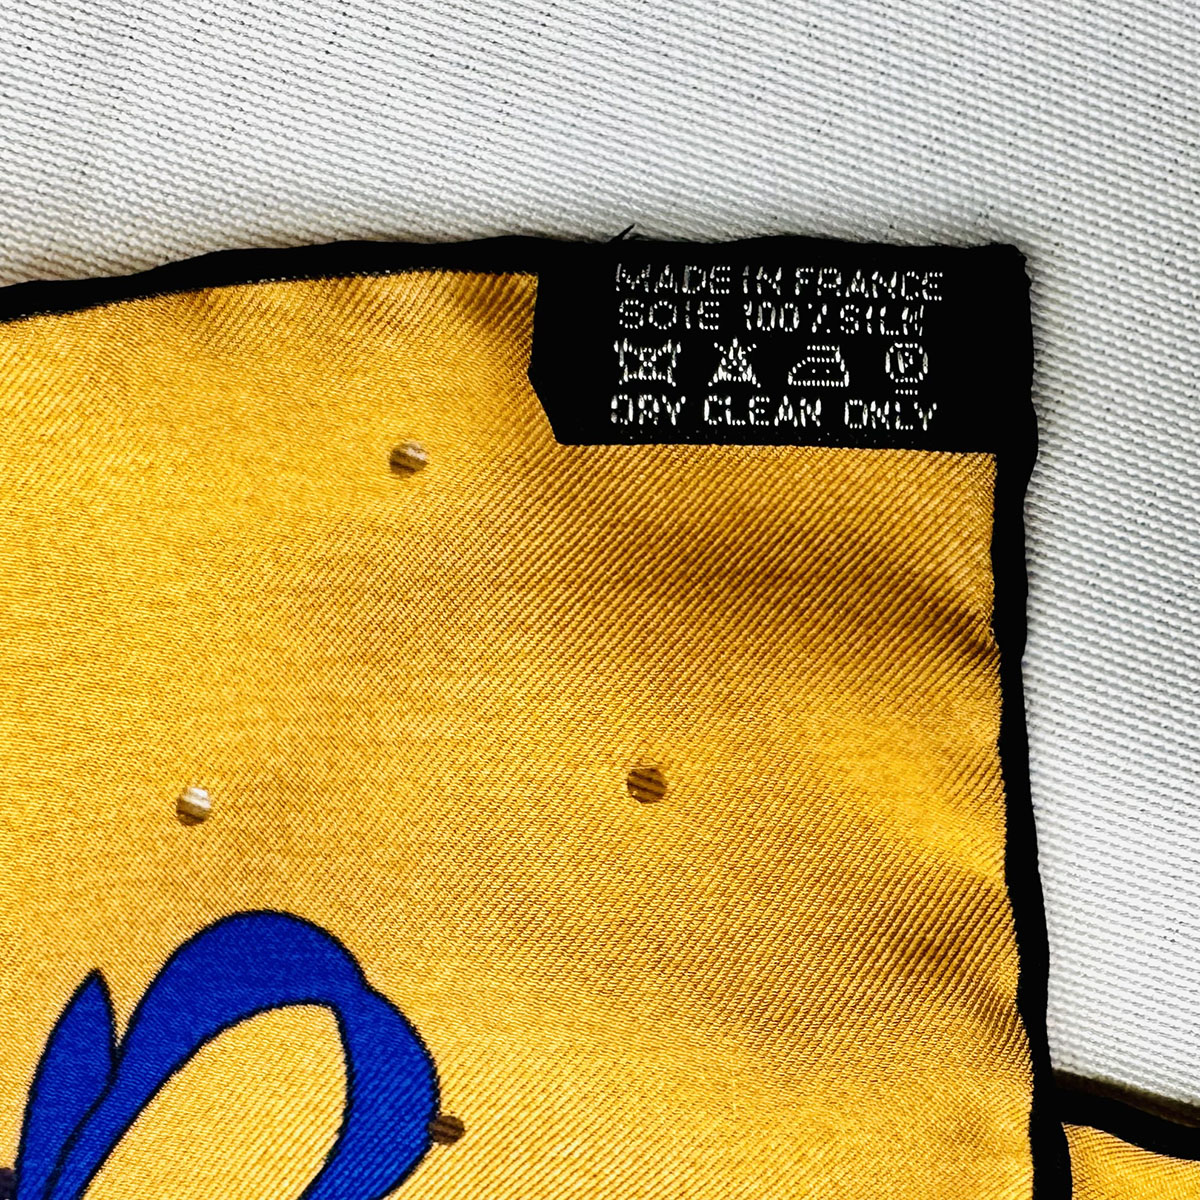 MADE IN FRANCE
SOIE 100% SILK
P
DRY CLEAN ONLY